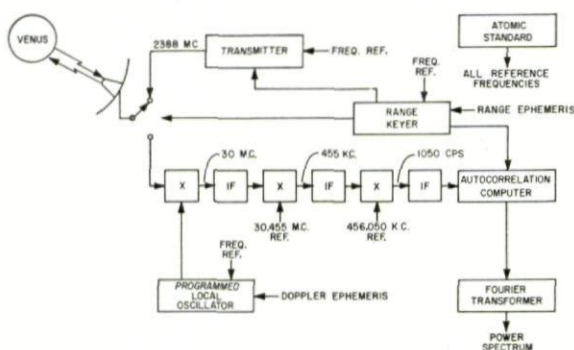 VENUS
2388 MC
TRANSMITTER
FREQ. REF.
ATOMIC
STANDARD
ALL REFERENCE
FREQUENCIES
FREQ.
REF.
RANGE
KEYER
RANGE EPHEMERIS
30 M.C.
455 KC.
1050 CPS
X
IF
X
IF
X
IF
AUTOCORRELATION
COMPUTER
30,455 M.C.
REF.
456,050 K.C.
REF.
FREQ.
REF.
PROGRAMMED
LOCAL
OSCILLATOR
DOPPLER EPHEMERIS
FOURIER
TRANSFORMER
POWER
SPECTRUM